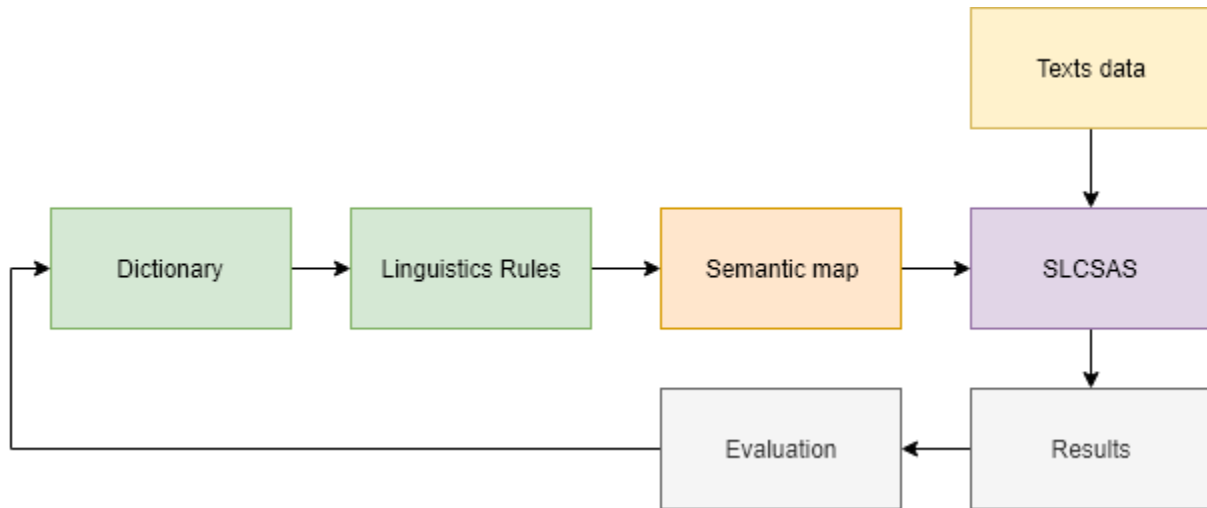 Texts data
Dictionary
Linguistics Rules
Semantic map
SLCSAS
Evaluation
Results